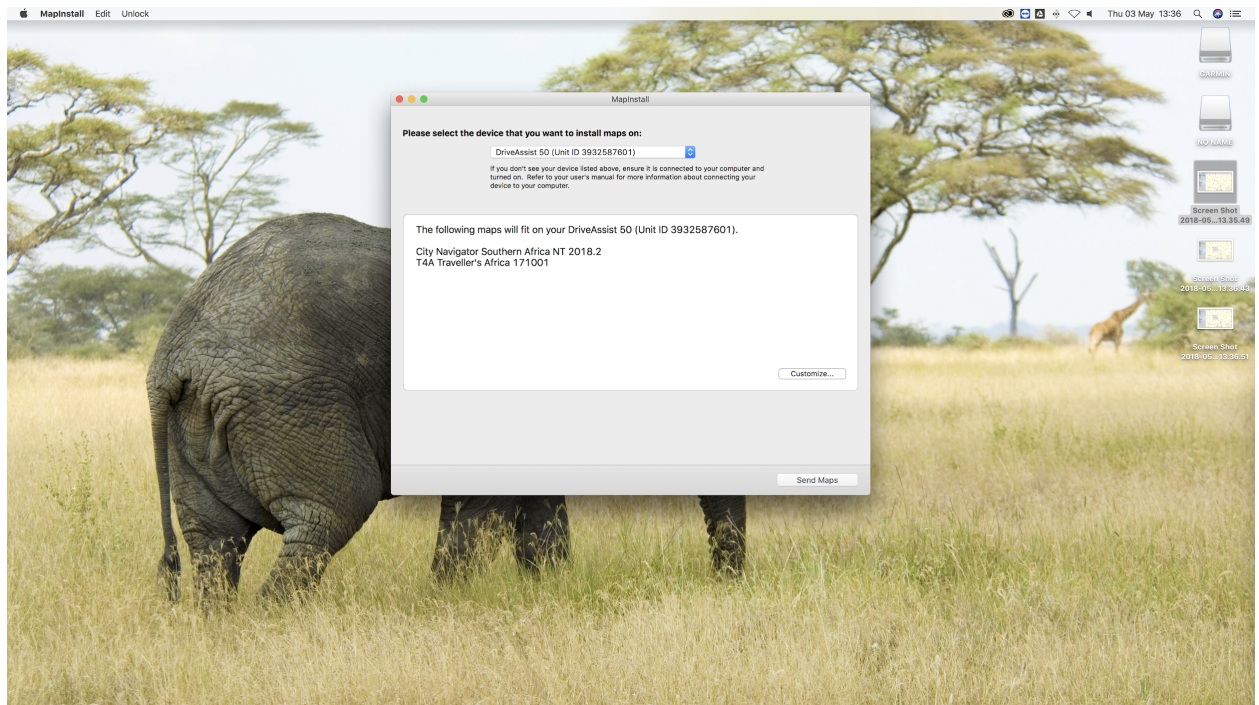 MapInstall Edit Unlock
Thu 03 May 13:36
GARMIN
NO NAME
Screen Shot
2018-05...13.35.49
Screen Shot
2018-05...13.36.43
Screen Shot
2018-05...13.36.51
MapInstall
Please select the device that you want to install maps on:
DriveAssist 50 (Unit ID 3932587601)
If you don't see your device listed above, ensure it is connected to your computer and
turned on. Refer to your user's manual for more information about connecting your
device to your computer.
The following maps will fit on your DriveAssist 50 (Unit ID 3932587601).
City Navigator Southern Africa NT 2018.2
T4A Traveller's Africa 171001
Customize...
Send Maps